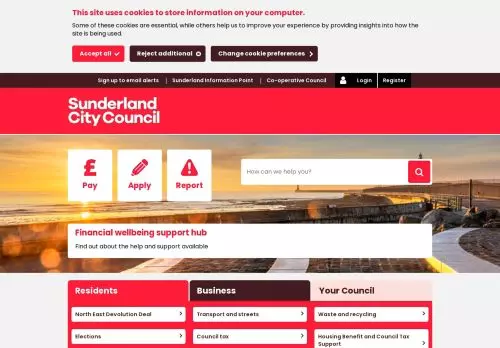 This site uses cookies to store information on your computer.
Some of these cookies are essential, while others help us to improve your experience by providing insights into how
the site is being used.
Accept all
Reject additional
Change cookie preferences
Sign up to email alerts
Sunderland Information Point
Co-operative Council
Login
Register
Sunderland
City Council
Pay
Apply
Report
How can we help you?
Financial wellbeing support hub
Find out about the help and support available
Residents
Business
Your Council
North East Devolution Deal
Transport and streets
Waste and recycling
Elections
Council tax
Housing Benefit and Council Tax
Support